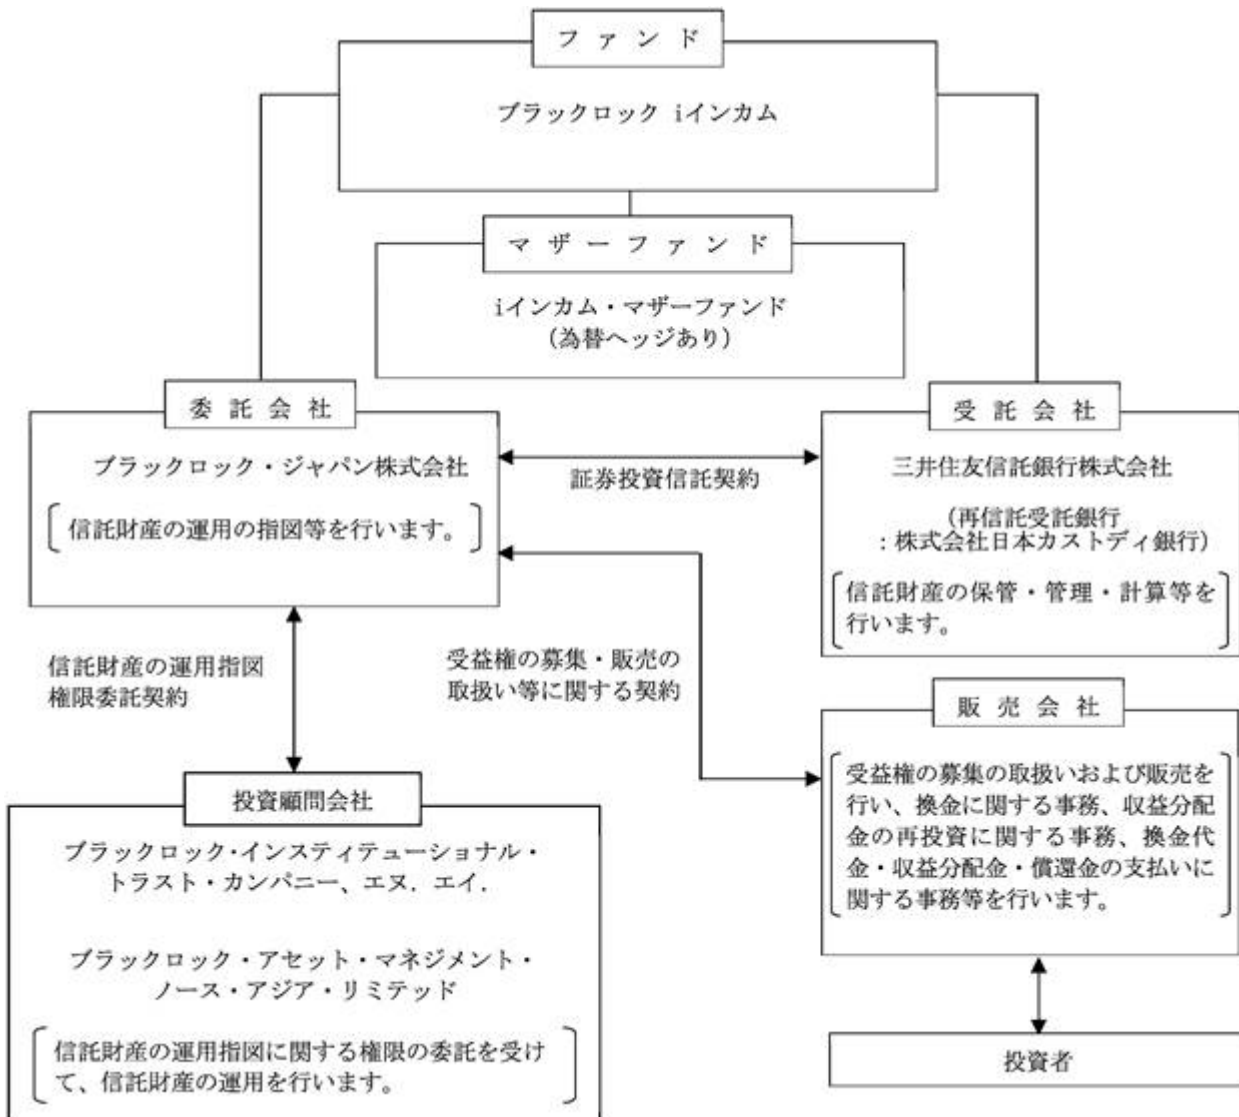 ファンド
ブラックロック iインカム
マザーファンド
iインカム・マザーファンド
(為替ヘッジあり)
委託会社
ブラックロック・ジャパン株式会社
信託財産の運用の指図等を行います。
証券投資信託契約
受託会社
三井住友信託銀行株式会社
(再信託受託銀行
:株式会社日本カストディ銀行)
信託財産の保管・管理・計算等を
行います。
信託財産の運用指図
権限委託契約
受益権の募集・販売の
取扱い等に関する契約
販売会社
受益権の募集の取扱いおよび販売を
行い、換金に関する事務、収益分配
金の再投資に関する事務、換金代
金・収益分配金・償還金の支払いに
関する事務等を行います。
投資顧問会社
ブラックロック・インスティテューショナル・
トラスト・カンパニー、エヌ.エイ.
ブラックロック・アセット・マネジメント・
ノース・アジア・リミテッド
信託財産の運用指図に関する権限の委託を受け
て、信託財産の運用を行います。
投資者